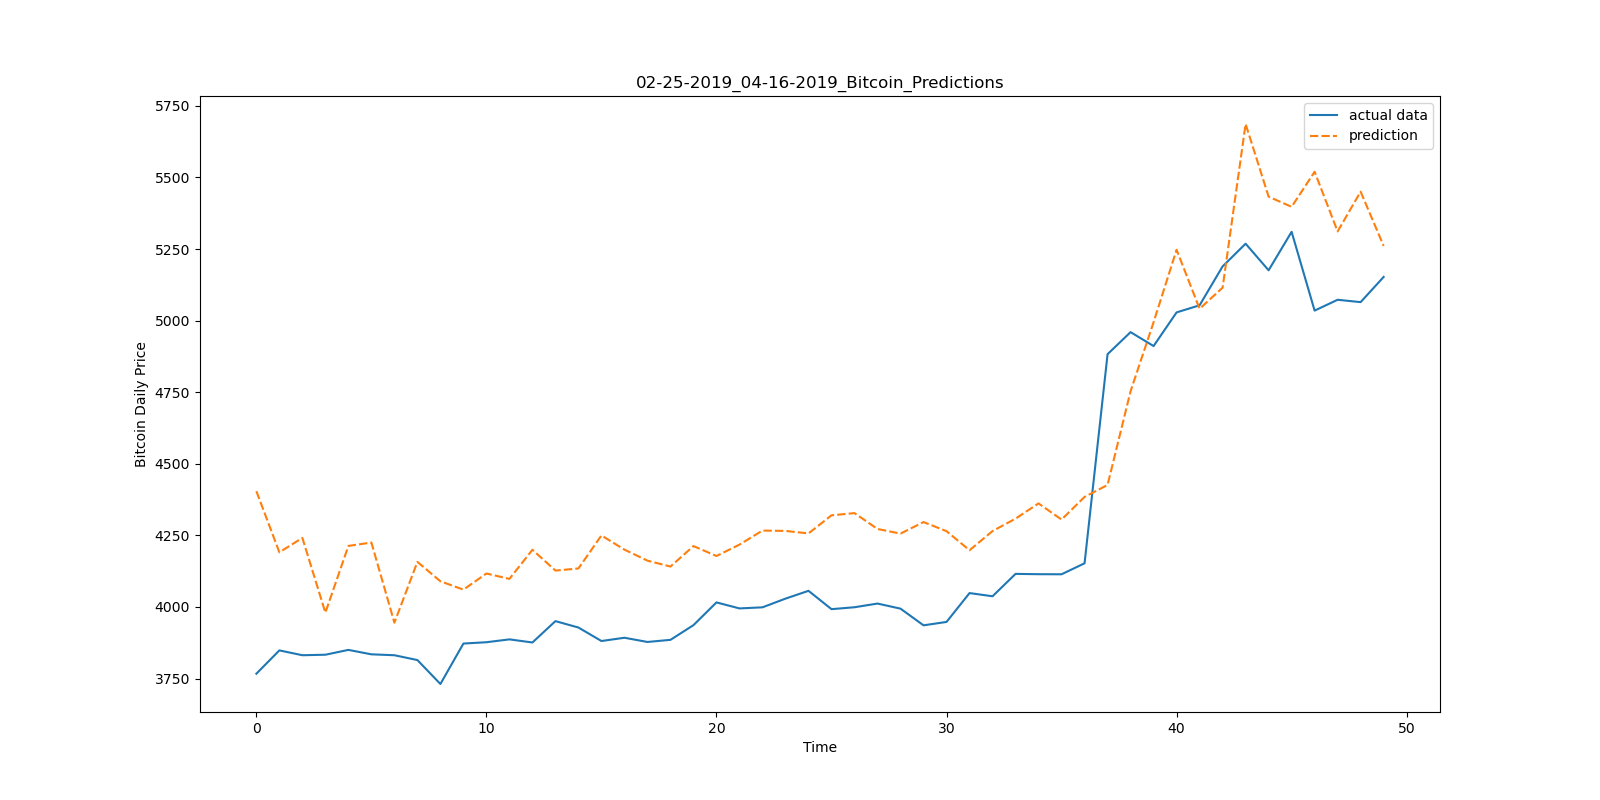 02-25-2019_04-16-2019_Bitcoin_Predictions
actual data
prediction
Bitcoin Daily Price
5750
5500
5250
5000
4750
4500
4250
4000
3750
0 10 20 30 40 50
Time